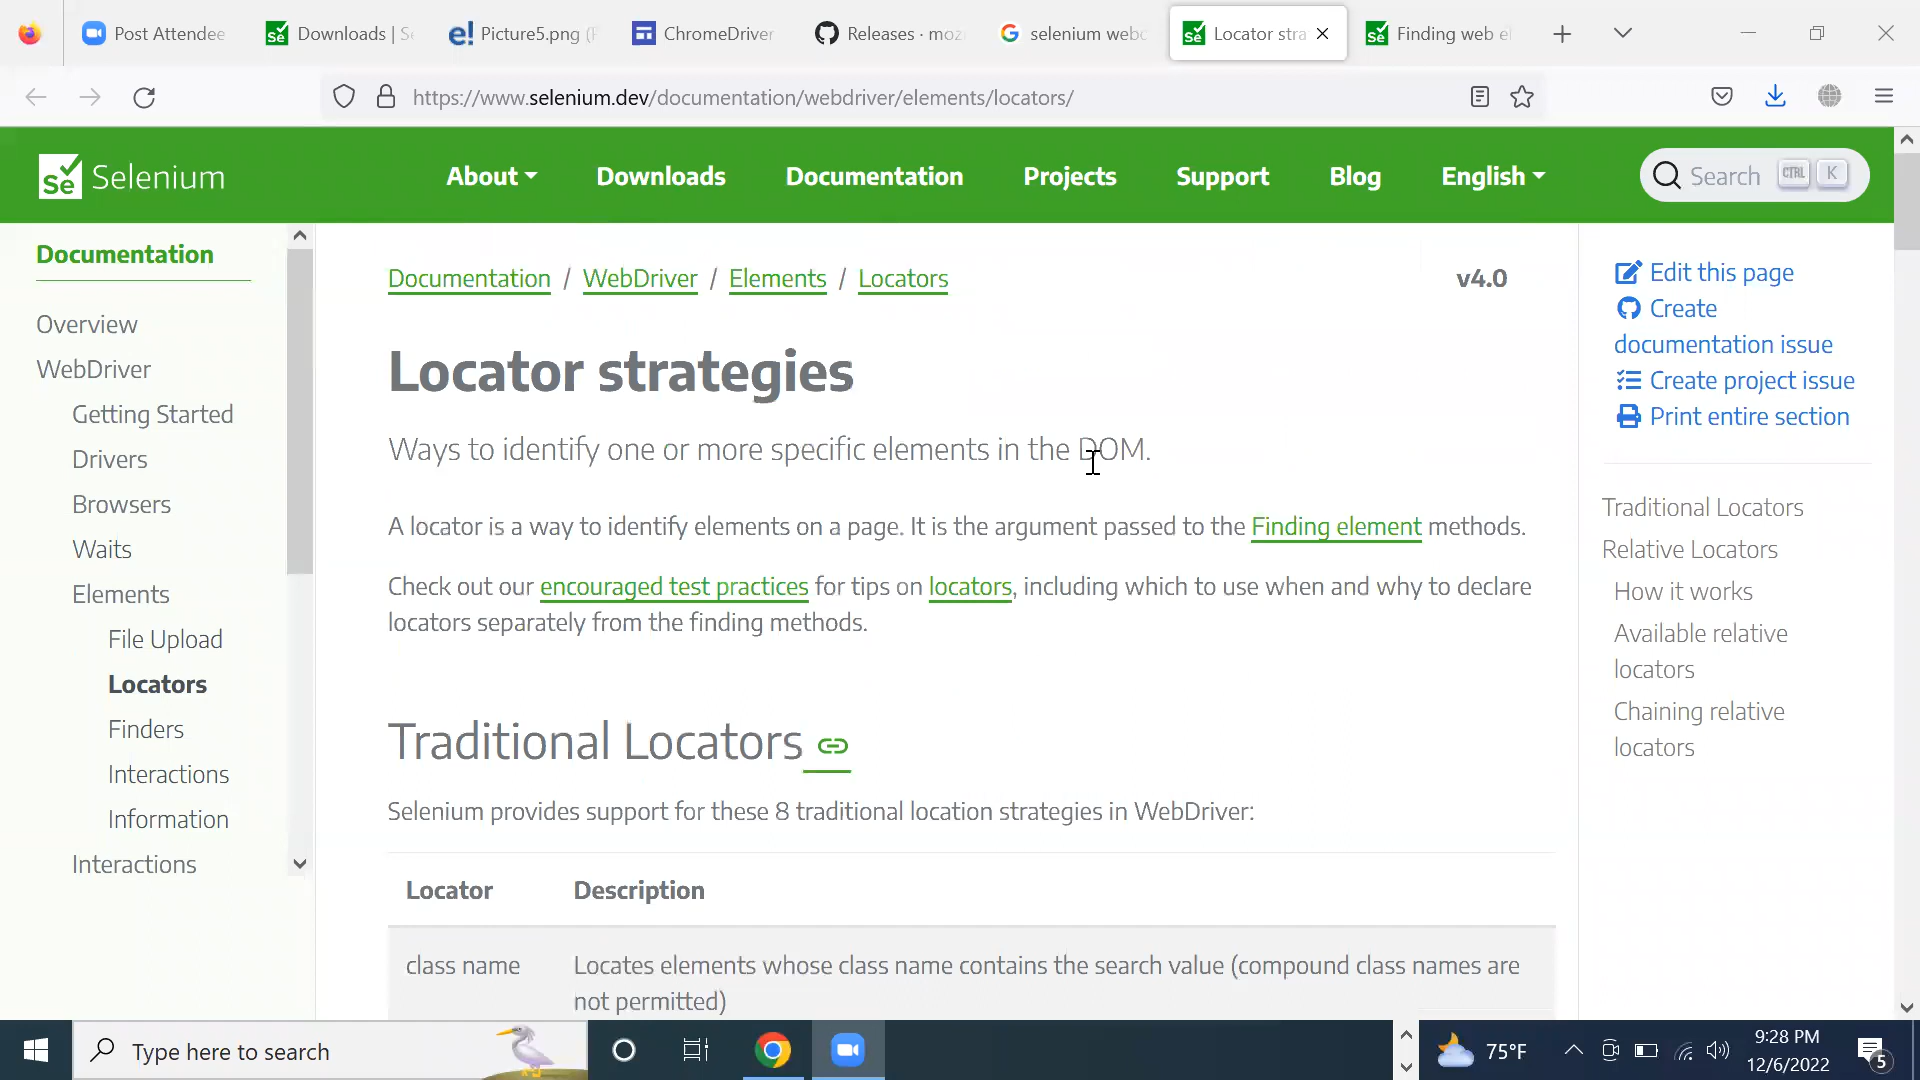 Post Attendee
Downloads | Se
Picture5.png (
ChromeDriver
Releases · moz
selenium web
Locator stra
Finding web el
https://www.selenium.dev/documentation/webdriver/elements/locators/
Se Selenium
About
Downloads
Documentation
Projects
Support
Blog
English
Search CTRL K
Documentation
Overview
WebDriver
Getting Started
Drivers
Browsers
Waits
Elements
File Upload
Locators
Finders
Interactions
Information
Interactions
Documentation / WebDriver / Elements / Locators
v4.0
Locator strategies
Ways to identify one or more specific elements in the DOM.
A locator is a way to identify elements on a page. It is the argument passed to the Finding element methods.
Check out our encouraged test practices for tips on locators, including which to use when and why to declare
locators separately from the finding methods.
Traditional Locators
Selenium provides support for these 8 traditional location strategies in WebDriver:
Locator Description
class name Locates elements whose class name contains the search value (compound class names are
not permitted)
Edit this page
Create
documentation issue
Create project issue
Print entire section
Traditional Locators
Relative Locators
How it works
Available relative
locators
Chaining relative
locators
Type here to search
75°F
9:28 PM
12/6/2022
5